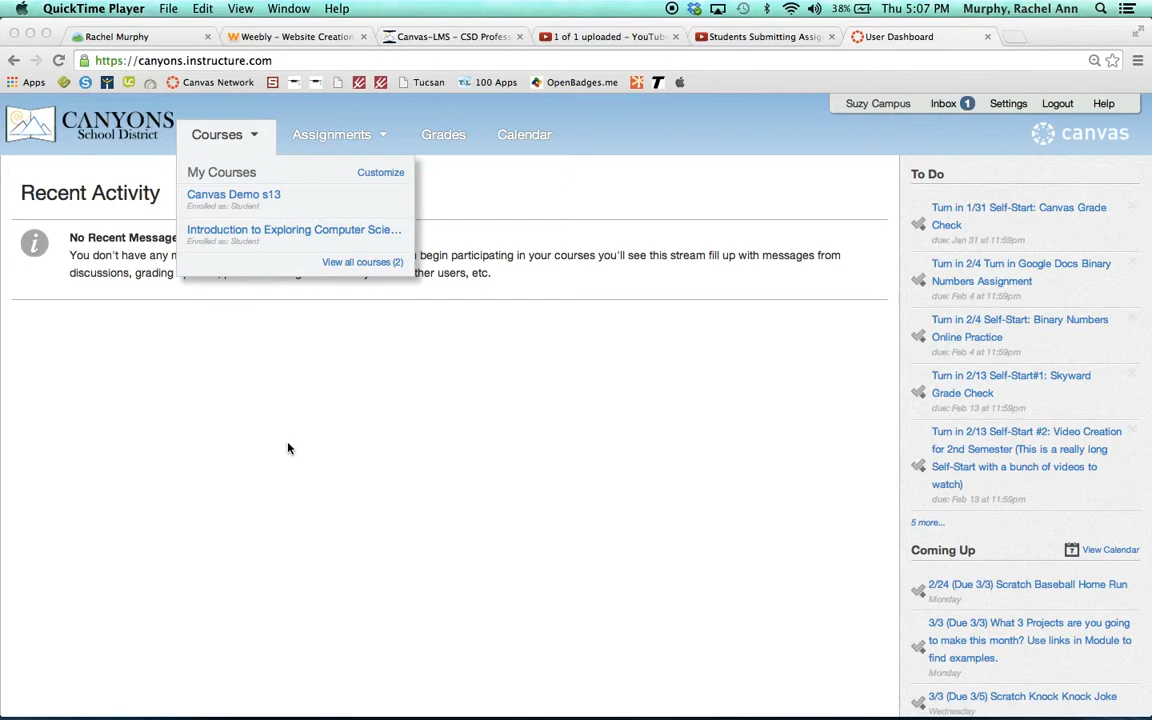 QuickTime Player File Edit View Window Help 38% Thu 5:07 PM Murphy, Rachel Ann
Rachel Murphy × Weebly - Website Creation × Canvas-LMS - CSD Profess × 1 of 1 uploaded - YouTube × Students Submitting Assig × User Dashboard ×
https://canyons.instructure.com
Apps LC Canvas Network S Tucsan 100 Apps OpenBadges.me T
Suzy Campus Inbox 1 Settings Logout Help
CANYONS
School District
Courses Assignments Grades Calendar
canvas
My Courses Customize
Canvas Demo s13
Enrolled as: Student
Introduction to Exploring Computer Scie...
Enrolled as: Student
View all courses (2)
Recent Activity
No Recent Message
You don't have any m begin participating in your courses you'll see this stream fill up with messages from
discussions, grading ther users, etc.
To Do
Turn in 1/31 Self-Start: Canvas Grade
Check
due: Jan 31 at 11:59pm
Turn in 2/4 Turn in Google Docs Binary
Numbers Assignment
due: Feb 4 at 11:59pm
Turn in 2/4 Self-Start: Binary Numbers
Online Practice
due: Feb 4 at 11:59pm
Turn in 2/13 Self-Start#1: Skyward
Grade Check
due: Feb 13 at 11:59pm
Turn in 2/13 Self-Start #2: Video Creation
for 2nd Semester (This is a really long
Self-Start with a bunch of videos to
watch)
due: Feb 13 at 11:59pm
5 more...
Coming Up 7 View Calendar
2/24 (Due 3/3) Scratch Baseball Home Run
Monday
3/3 (Due 3/3) What 3 Projects are you going
to make this month? Use links in Module to
find examples.
Monday
3/3 (Due 3/5) Scratch Knock Knock Joke
Wednesday